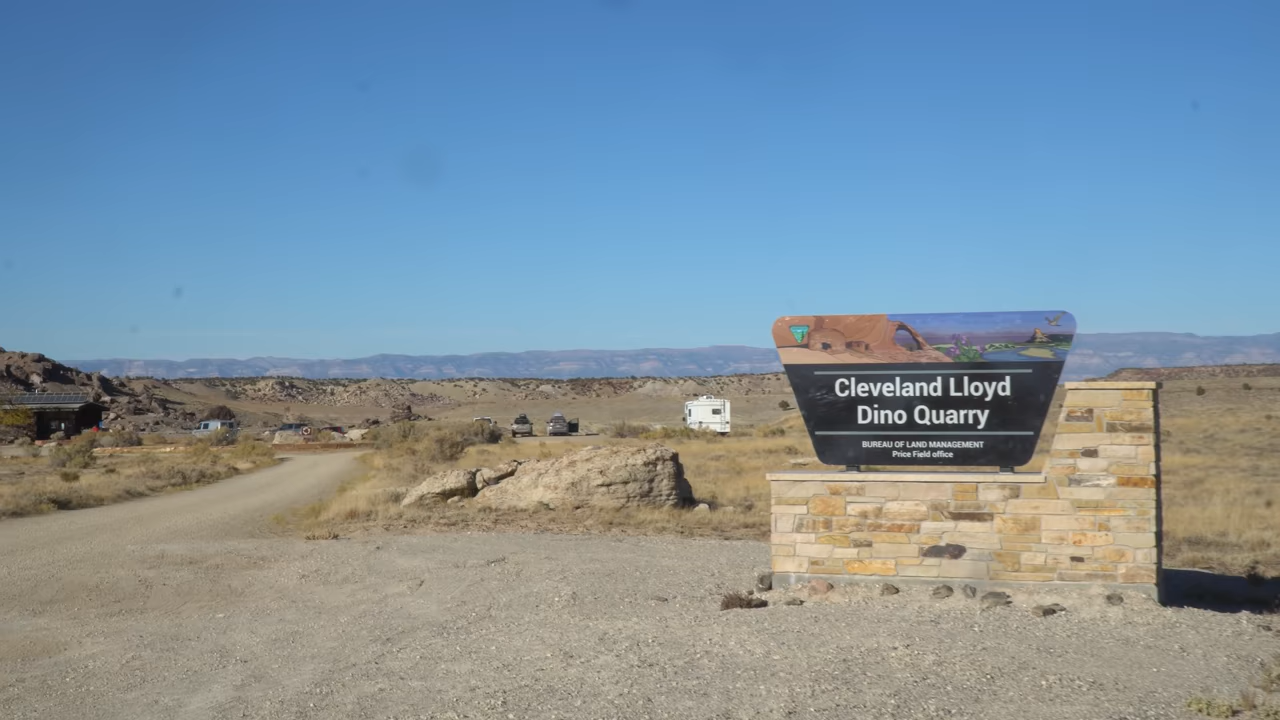 Cleveland Lloyd
Dino Quarry
BUREAU OF LAND MANAGEMENT
Price Field office